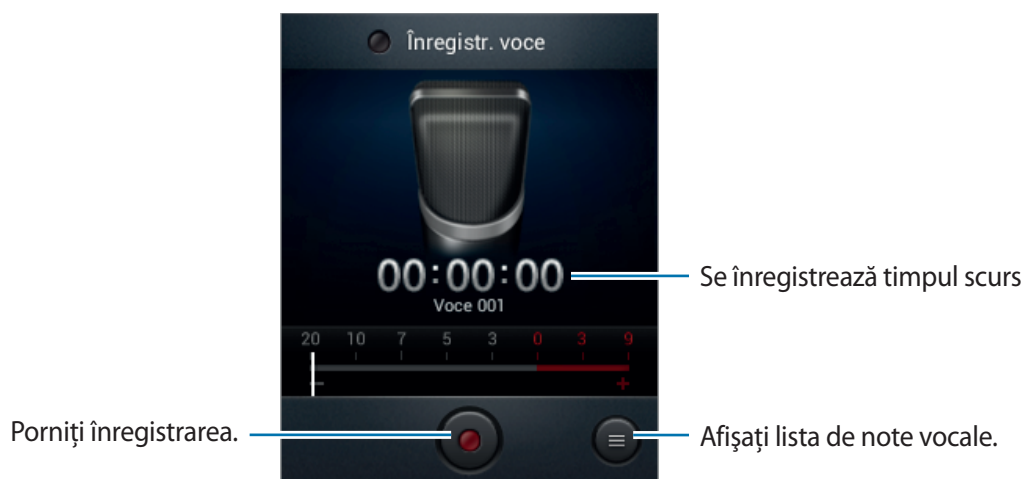 Înregistr. voce
00:00:00
Se înregistrează timpul scurs
Voce 001
20 10 7 5 3 0 3 9
− +
Porniţi înregistrarea.
Afişaţi lista de note vocale.